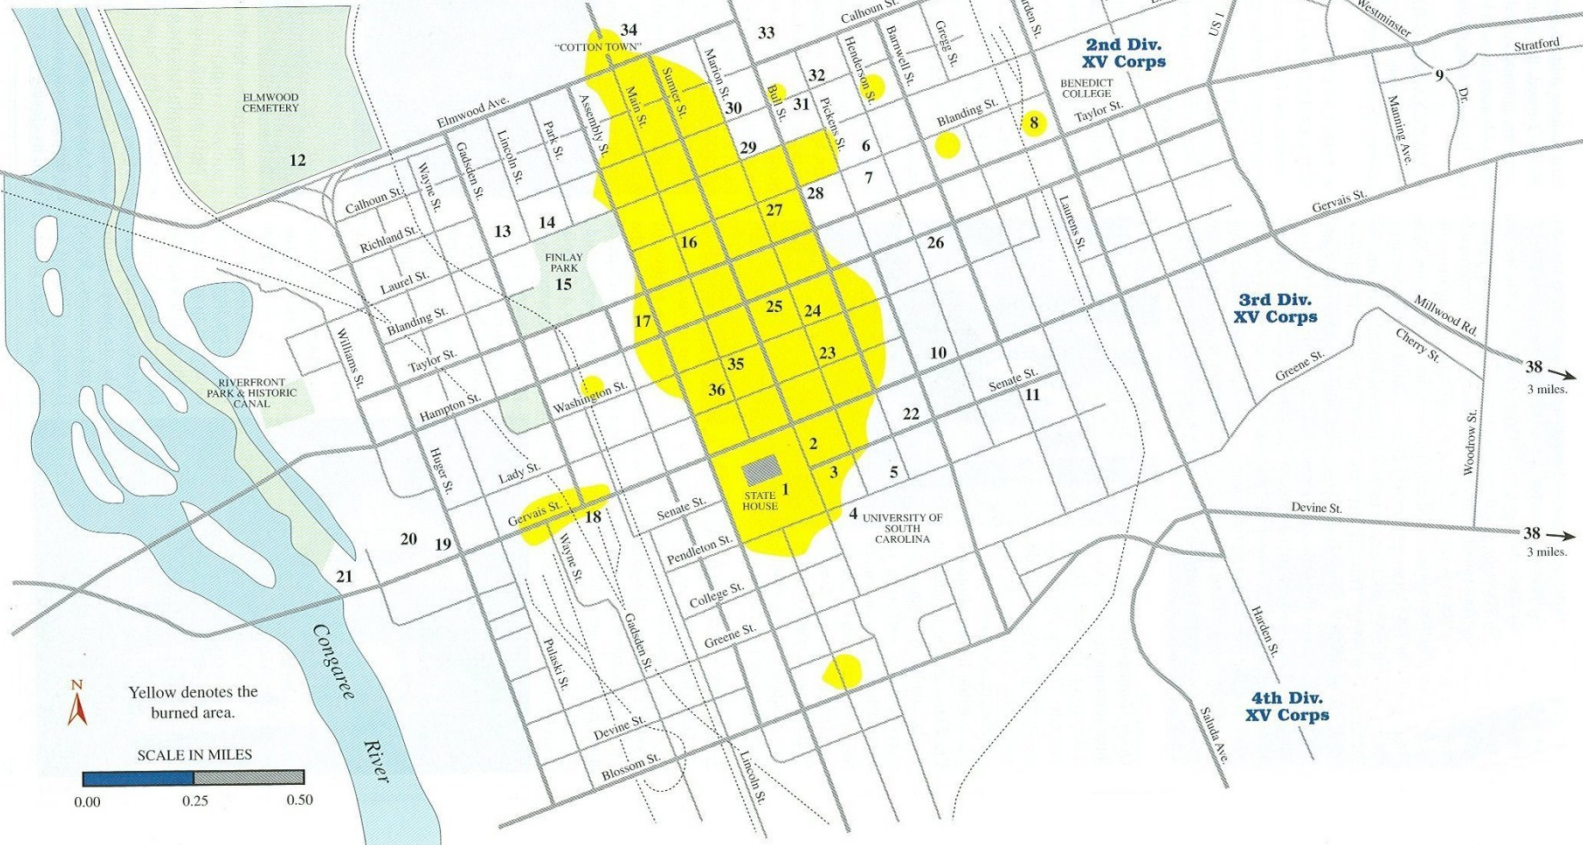 34
"COTTON TOWN"
33
Calhoun St.
Gregg St.
Barnwell St.
Henderson St.
2nd Div.
XV Corps
US 1
Westminster
Stratford
9
Dr.
BENEDICT
COLLEGE
Taylor St.
Manning Ave.
ELMWOOD
CEMETERY
12
Elmwood Ave.
Assembly St.
Main St.
Sumter St.
Marion St.
30
Bull St.
32
31
Pickens St.
6
7
Blanding St.
8
29
28
27
Park St.
Lincoln St.
Gadsden St.
Wayne St.
Calhoun St.
Richland St.
Laurel St.
Blanding St.
Taylor St.
Hampton St.
13
14
FINLAY
PARK
15
16
17
26
Laurens St.
Gervais St.
25
24
23
35
36
10
Senate St.
11
22
3rd Div.
XV Corps
Millwood Rd.
Cherry St.
Greene St.
38
3 miles.
Woodrow St.
Devine St.
38
3 miles.
Williams St.
RIVERFRONT
PARK & HISTORIC
CANAL
Washington St.
Huger St.
Lady St.
Gervais St.
18
Wayne St.
Senate St.
Pendleton St.
College St.
Greene St.
2
3
1
STATE
HOUSE
5
4
UNIVERSITY OF
SOUTH
CAROLINA
20
19
21
Congaree
River
Pulaski St.
Gadsden St.
Devine St.
Blossom St.
Lincoln St.
Harden St.
4th Div.
XV Corps
Saluda Ave.
N
Yellow denotes the
burned area.
SCALE IN MILES
0.00
0.25
0.50